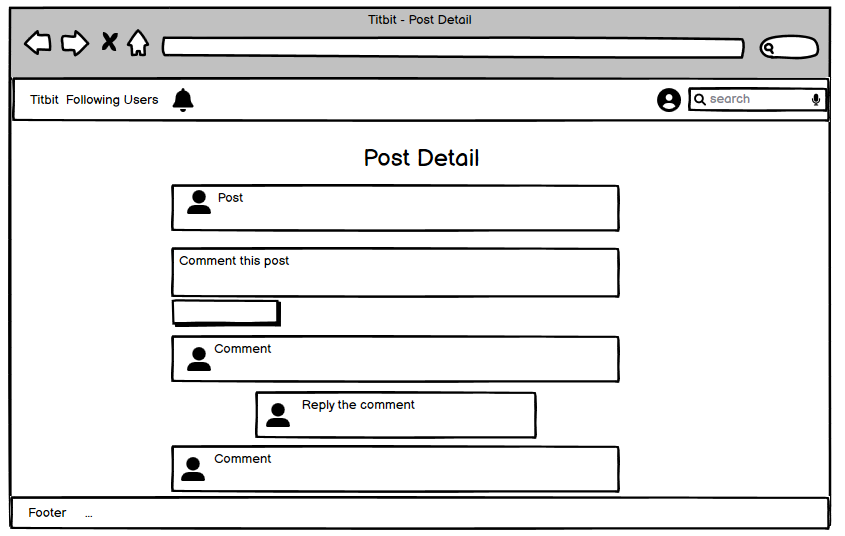 Titbit - Post Detail
Titbit Following Users
search
Post Detail
Post
Comment this post
Comment
Reply the comment
Comment
Footer ...